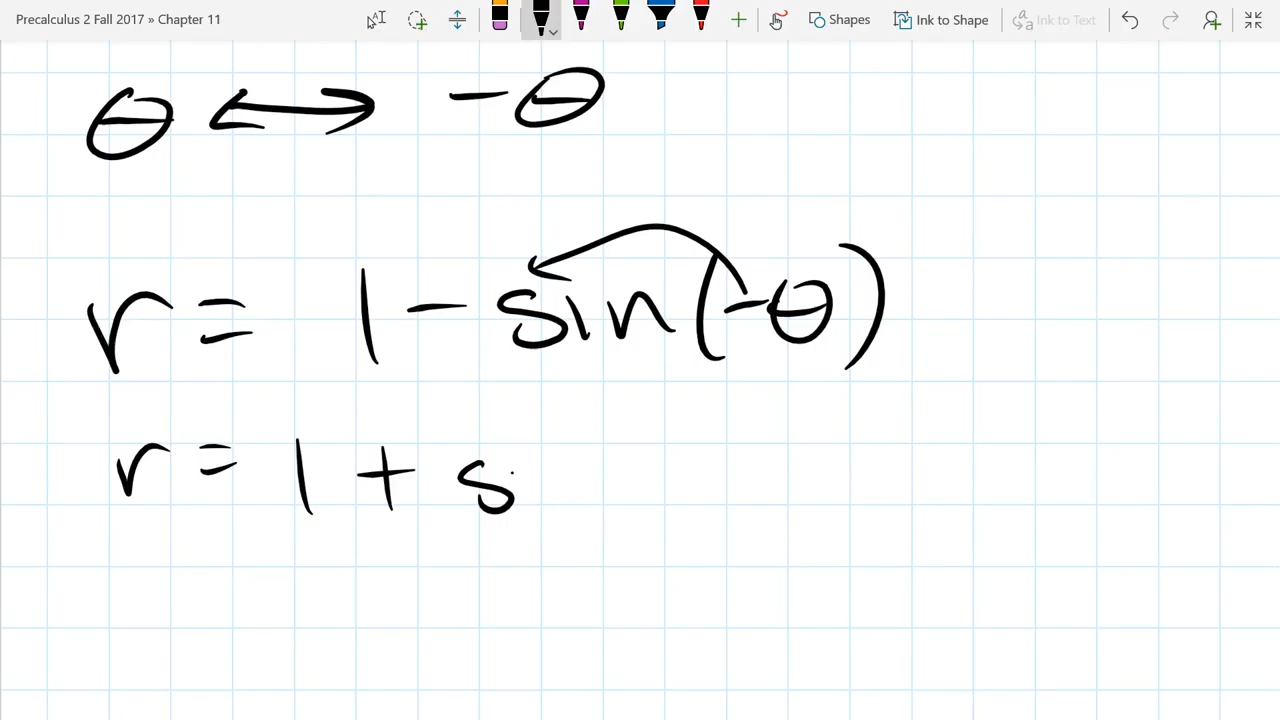 Precalculus 2 Fall 2017 » Chapter 11
Shapes
Ink to Shape
Ink to Text
θ ↔ -θ
r = 1 - sin(-θ)
r = 1 + s